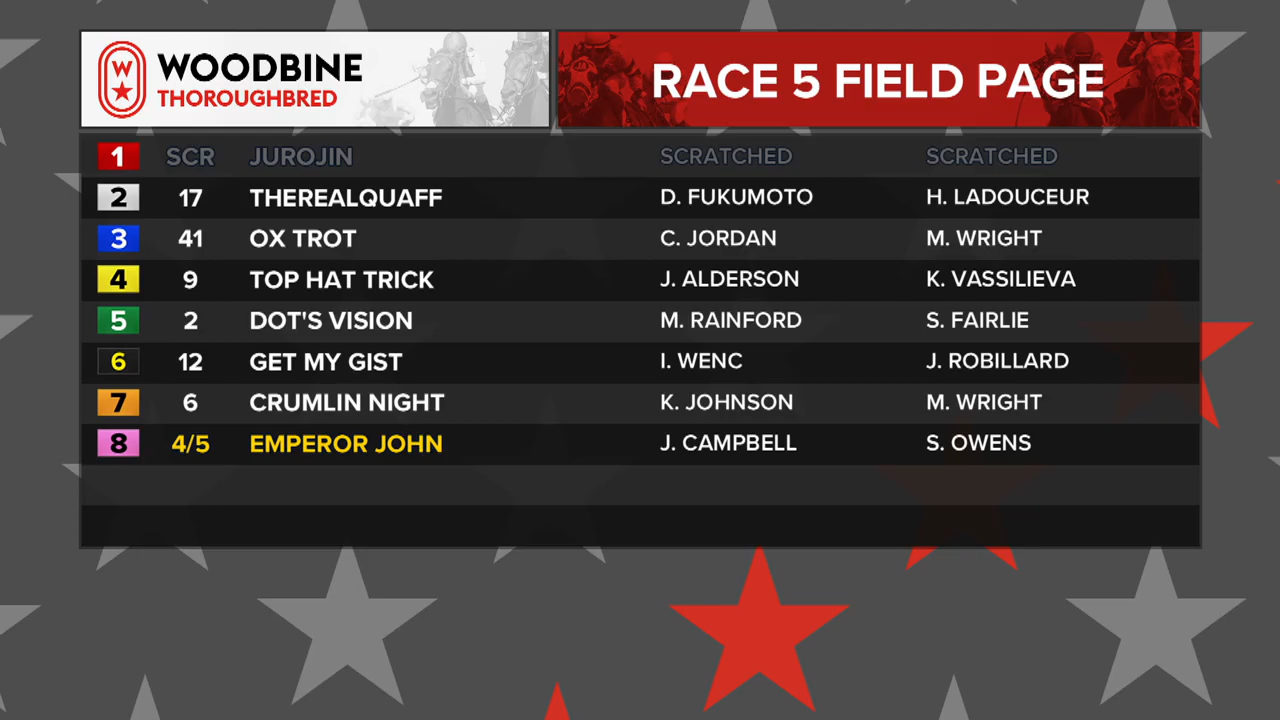 W
WOODBINE
THOROUGHBRED
RACE 5 FIELD PAGE
1 SCR JUROJIN SCRATCHED SCRATCHED
2 17 THEREALQUAFF D. FUKUMOTO H. LADOUCEUR
3 41 OX TROT C. JORDAN M. WRIGHT
4 9 TOP HAT TRICK J. ALDERSON K. VASSILIEVA
5 2 DOT'S VISION M. RAINFORD S. FAIRLIE
6 12 GET MY GIST I. WENC J. ROBILLARD
7 6 CRUMLIN NIGHT K. JOHNSON M. WRIGHT
8 4/5 EMPEROR JOHN J. CAMPBELL S. OWENS